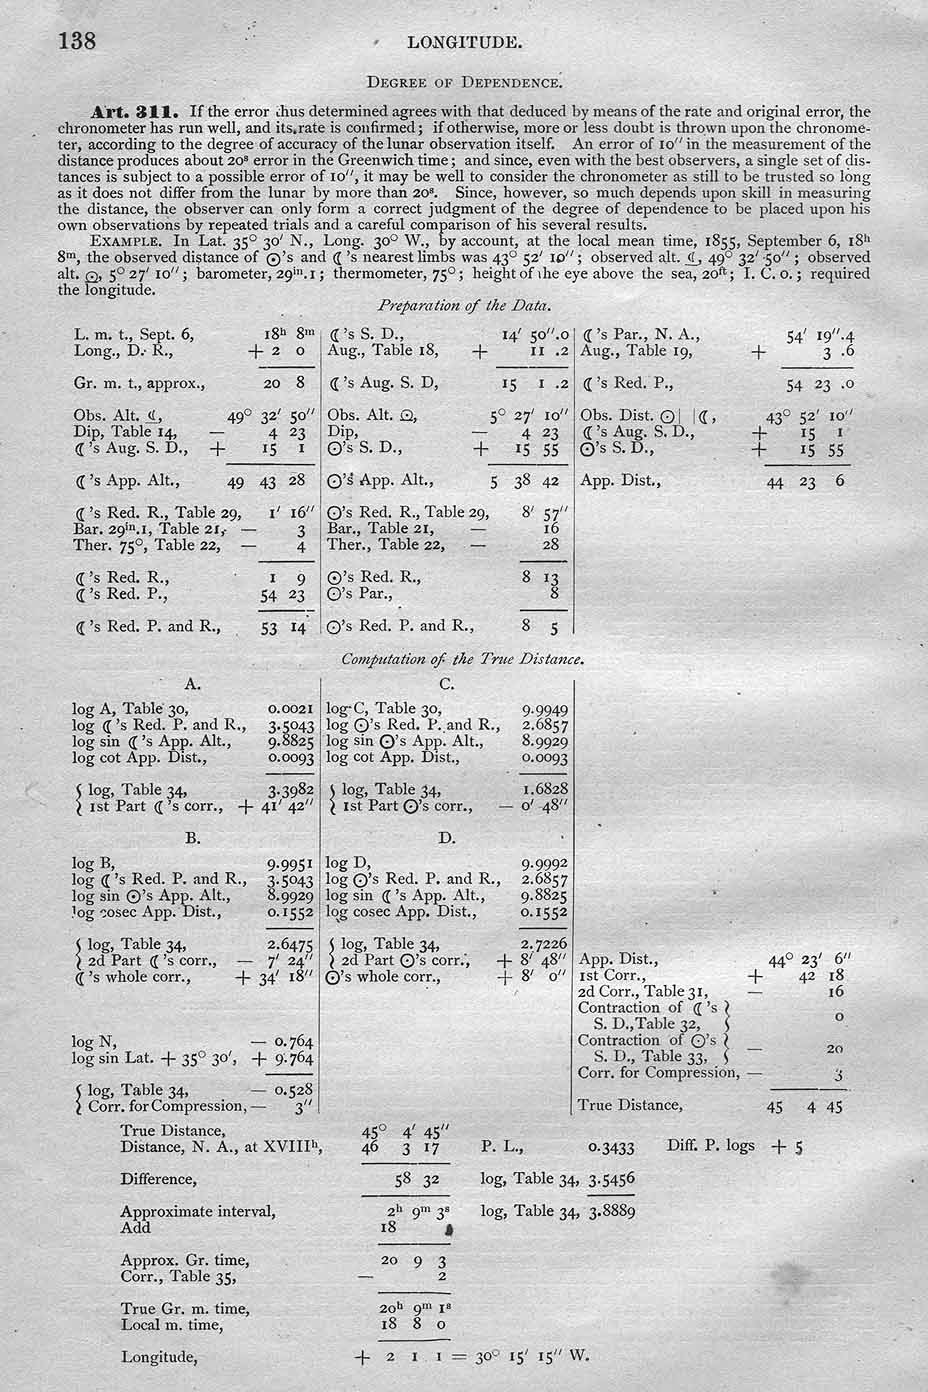 138
LONGITUDE.
DEGREE OF DEPENDENCE.
Art. 311. If the error thus determined agrees with that deduced by means of the rate and original error, the
chronometer has run well, and its rate is confirmed; if otherwise, more or less doubt is thrown upon the chronome-
ter, according to the degree of accuracy of the lunar observation itself. An error of 10″ in the measurement of the
distance produces about 20ˢ error in the Greenwich time; and since, even with the best observers, a single set of dis-
tances is subject to a possible error of 10″, it may be well to consider the chronometer as still to be trusted so long
as it does not differ from the lunar by more than 20ˢ. Since, however, so much depends upon skill in measuring
the distance, the observer can only form a correct judgment of the degree of dependence to be placed upon his
own observations by repeated trials and a careful comparison of his several results.
EXAMPLE. In Lat. 35° 30′ N., Long. 30° W., by account, at the local mean time, 1855, September 6, 18ʰ
8ᵐ, the observed distance of ☉'s and ☾'s nearest limbs was 43° 52′ 10″; observed alt. ☾, 49° 32′ 50″; observed
alt. ☉, 5° 27′ 10″; barometer, 29ⁱⁿ.1; thermometer, 75°; height of the eye above the sea, 20ᶠᵗ; I. C. 0.; required
the longitude.
Preparation of the Data.
L. m. t., Sept. 6, 18ʰ 8ᵐ
Long., D. R., + 2 0
Gr. m. t., approx., 20 8
Obs. Alt. ☾, 49° 32′ 50″
Dip, Table 14, — 4 23
☾'s Aug. S. D., + 15 1
☾'s App. Alt., 49 43 28
☾'s Red. R., Table 29, 1′ 16″
Bar. 29ⁱⁿ.1, Table 21, — 3
Ther. 75°, Table 22, — 4
☾'s Red. R., 1 9
☾'s Red. P., 54 23
☾'s Red. P. and R., 53 14
☾'s S. D., 14′ 50″.0
Aug., Table 18, + 11 .2
☾'s Aug. S. D, 15 1 .2
Obs. Alt. ☉, 5° 27′ 10″
Dip, — 4 23
☉'s S. D., + 15 55
☉'s App. Alt., 5 38 42
☉'s Red. R., Table 29, 8′ 57″
Bar., Table 21, — 16
Ther., Table 22, — 28
☉'s Red. R., 8 13
☉'s Par., 8
☉'s Red. P. and R., 8 5
☾'s Par., N. A., 54′ 19″.4
Aug., Table 19, + 3 .6
☾'s Red. P., 54 23 .0
Obs. Dist. ☉| |☾, 43° 52′ 10″
☾'s Aug. S. D., + 15 1
☉'s S. D., + 15 55
App. Dist., 44 23 6
Computation of the True Distance.
A.
log A, Table 30, 0.0021
log ☾'s Red. P. and R., 3.5043
log sin ☾'s App. Alt., 9.8825
log cot App. Dist., 0.0093
log, Table 34, 3.3982
1st Part ☾'s corr., + 41′ 42″
B.
log B, 9.9951
log ☾'s Red. P. and R., 3.5043
log sin ☉'s App. Alt., 8.9929
log cosec App. Dist., 0.1552
log, Table 34, 2.6475
2d Part ☾'s corr., — 7′ 24″
☾'s whole corr., + 34′ 18″
log N, — 0.764
log sin Lat. + 35° 30′, + 9.764
log, Table 34, — 0.528
Corr. for Compression, — 3″
C.
log C, Table 30, 9.9949
log ☉'s Red. P. and R., 2.6857
log sin ☉'s App. Alt., 8.9929
log cot App. Dist., 0.0093
log, Table 34, 1.6828
1st Part ☉'s corr., — 0′ 48″
D.
log D, 9.9992
log ☉'s Red. P. and R., 2.6857
log sin ☾'s App. Alt., 9.8825
log cosec App. Dist., 0.1552
log, Table 34, 2.7226
2d Part ☉'s corr., + 8′ 48″
☉'s whole corr., + 8′ 0″
App. Dist., 44° 23′ 6″
1st Corr., + 42 18
2d Corr., Table 31, — 16
Contraction of ☾'s
S. D., Table 32, 0
Contraction of ☉'s
S. D., Table 33, — 20
Corr. for Compression, — 3
True Distance, 45 4 45
True Distance, 45° 4′ 45″
Distance, N. A., at XVIIIʰ, 46 3 17 P. L., 0.3433 Diff. P. logs + 5
Difference, 58 32 log, Table 34, 3.5456
Approximate interval, 2ʰ 9ᵐ 3ˢ log, Table 34, 3.8889
Add 18
Approx. Gr. time, 20 9 3
Corr., Table 35, — 2
True Gr. m. time, 20ʰ 9ᵐ 1ˢ
Local m. time, 18 8 0
Longitude, + 2 1 1 = 30° 15′ 15″ W.